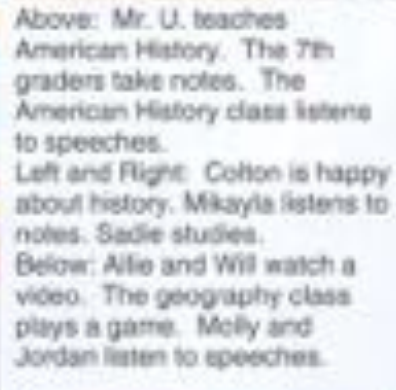 Above: Mr. U. teaches
American History. The 7th
graders take notes. The
American History class listens
to speeches.
Left and Right: Colton is happy
about history. Mikayla listens to
notes. Sadie studies.
Below: Allie and Will watch a
video. The geography class
plays a game. Molly and
Jordan listen to speeches.